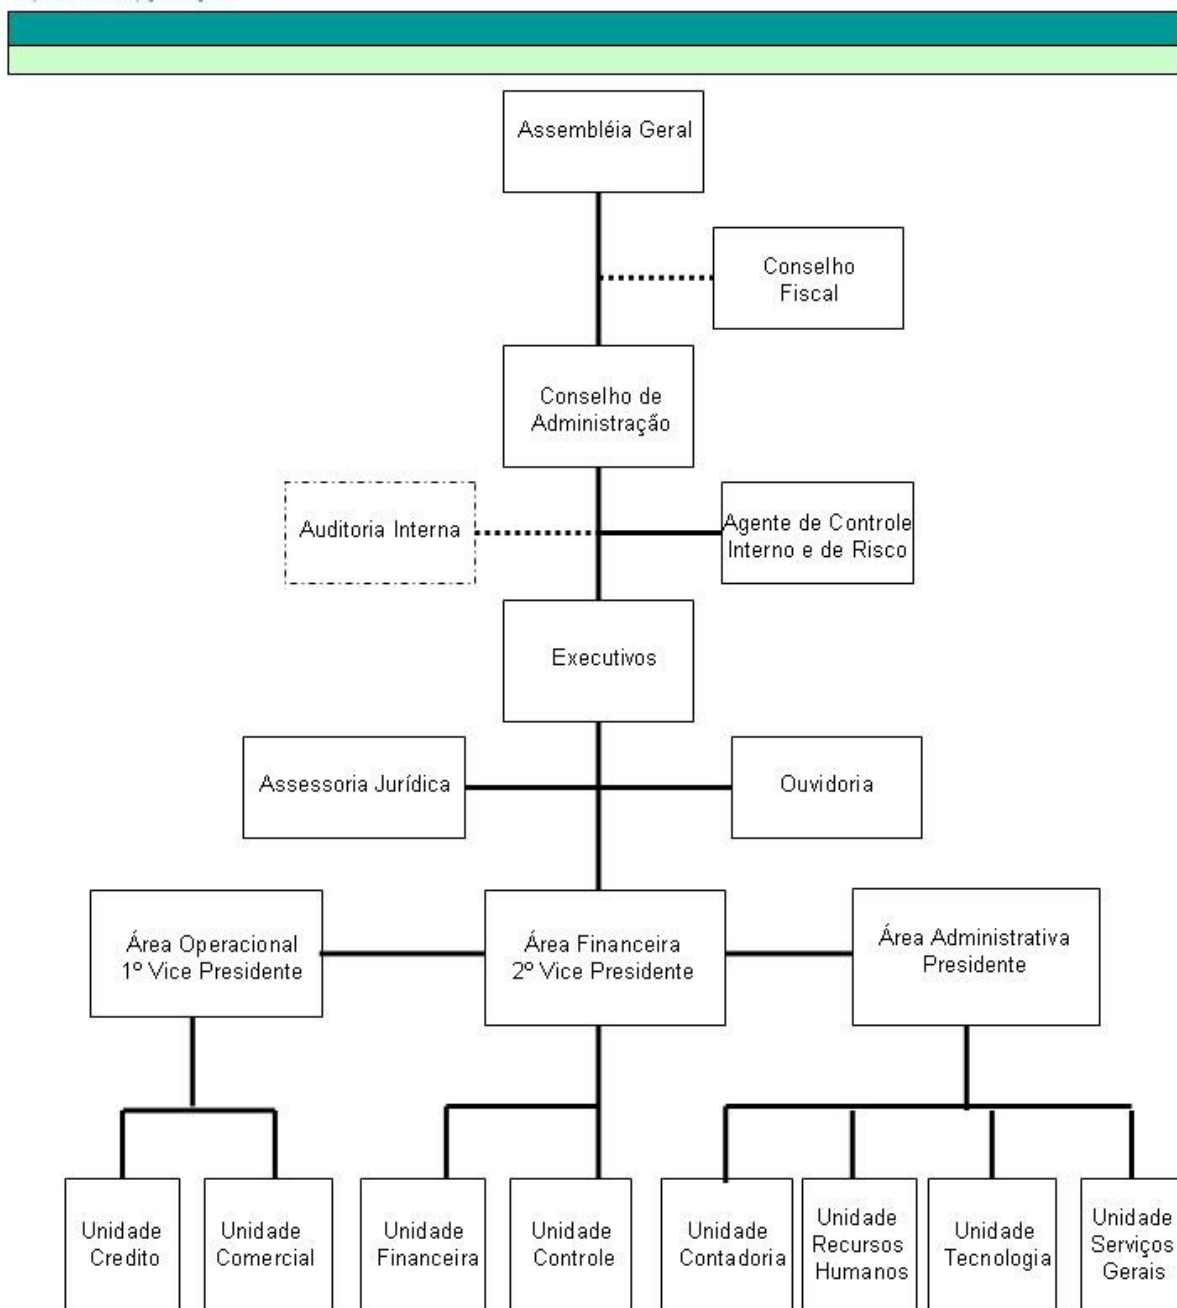 Assembléia Geral
Conselho
Fiscal
Conselho de
Administração
Auditoria Interna
Agente de Controle
Interno e de Risco
Executivos
Assessoria Jurídica
Ouvidoria
Área Operacional
1º Vice Presidente
Área Financeira
2º Vice Presidente
Área Administrativa
Presidente
Unidade
Credito
Unidade
Comercial
Unidade
Financeira
Unidade
Controle
Unidade
Contadoria
Unidade
Recursos
Humanos
Unidade
Tecnologia
Unidade
Serviços
Gerais